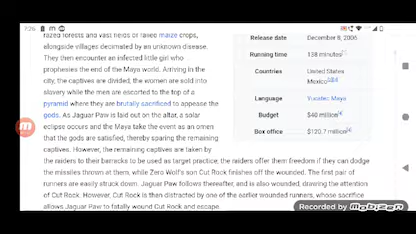 7:26
razed forests and vast fields of failed maize crops,
alongside villages decimated by an unknown disease.
They then encounter an infected little girl who
prophesies the end of the Maya world. Arriving in
the city, the captives are divided, the women are sold into
slavery while the men are escorted to the top of a
pyramid where they are brutally sacrificed to appease the
gods. As Jaguar Paw is laid out on the altar, a solar
eclipse occurs and the Maya take the event as an omen
that the gods are satisfied, thereby sparing the remaining
captives. However, the remaining captives are taken by
the raiders to their barracks to be used as target practice; the raiders offer them freedom if they can dodge
the missiles thrown at them, while Zero Wolf's son Cut Rock finishes off the wounded. The first pair of
runners are easily struck down. Jaguar Paw follows thereafter, and is also wounded, drawing the attention
of Cut Rock. However, Cut Rock is then distracted by one of the earlier wounded runners, whose sacrifice
allows Jaguar Paw to fatally wound Cut Rock and escape.
Release date December 8, 2006
Running time 138 minutes
Countries United States
Mexico
Language Yucatec Maya
Budget $40 million
Box office $120.7 million
Recorded by Mobizen